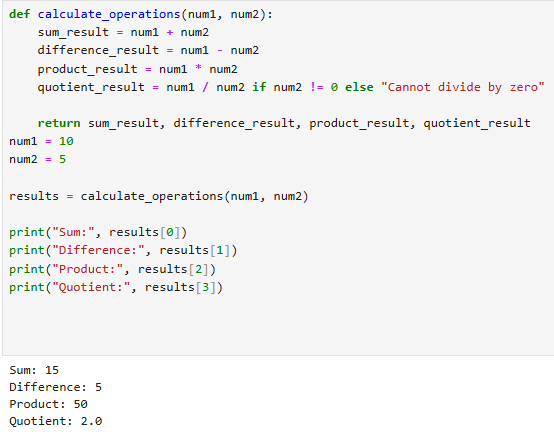 def calculate_operations(num1, num2):
    sum_result = num1 + num2
    difference_result = num1 - num2
    product_result = num1 * num2
    quotient_result = num1 / num2 if num2 != 0 else "Cannot divide by zero"

    return sum_result, difference_result, product_result, quotient_result
num1 = 10
num2 = 5

results = calculate_operations(num1, num2)

print("Sum:", results[0])
print("Difference:", results[1])
print("Product:", results[2])
print("Quotient:", results[3])

Sum: 15
Difference: 5
Product: 50
Quotient: 2.0